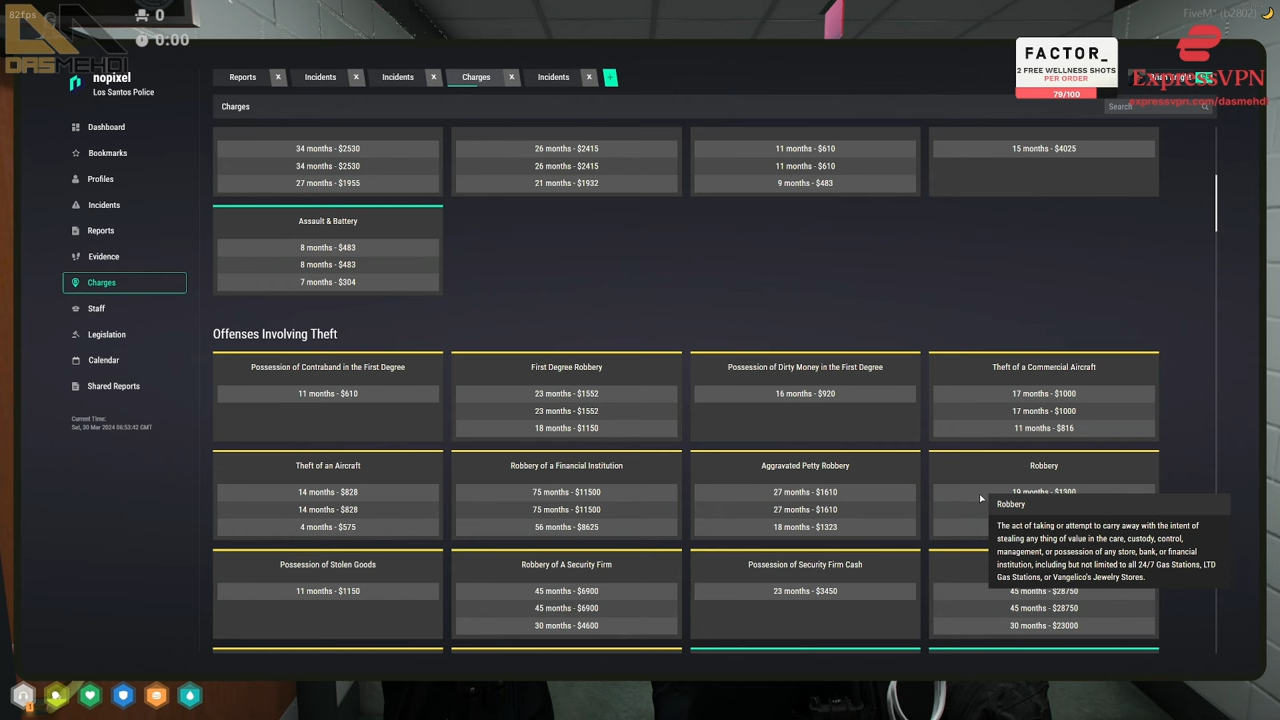 82fps
0
0.00
DASMEHDI
FiveM® (b2802)
FACTOR_
2 FREE WELLNESS SHOTS
PER ORDER
79/100
ExpressVPN
expressvpn.com/dasmehdi
nopixel
Los Santos Police
Reports x
Incidents x
Incidents x
Charges x
Incidents x
+
Charges
Search
Dashboard
Bookmarks
Profiles
Incidents
Reports
Evidence
Charges
Staff
Legislation
Calendar
Shared Reports
Current Time:
Sat, 30 Mar 2024 06:53:42 GMT
34 months - $2530
34 months - $2530
27 months - $1955
26 months - $2415
26 months - $2415
21 months - $1932
11 months - $610
11 months - $610
9 months - $483
15 months - $4025
Assault & Battery
8 months - $483
8 months - $483
7 months - $304
Offenses Involving Theft
Possession of Contraband in the First Degree
11 months - $610
First Degree Robbery
23 months - $1552
23 months - $1552
18 months - $1150
Possession of Dirty Money in the First Degree
16 months - $920
Theft of a Commercial Aircraft
17 months - $1000
17 months - $1000
11 months - $816
Theft of an Aircraft
14 months - $828
14 months - $828
4 months - $575
Robbery of a Financial Institution
75 months - $11500
75 months - $11500
56 months - $8625
Aggravated Petty Robbery
27 months - $1610
27 months - $1610
18 months - $1323
Robbery
19 months - $1300
Robbery
The act of taking or attempt to carry away with the intent of
stealing any thing of value in the care, custody, control,
management, or possession of any store, bank, or financial
institution, including but not limited to all 24/7 Gas Stations, LTD
Gas Stations, or Vangelico's Jewelry Stores.
Possession of Stolen Goods
11 months - $1150
Robbery of A Security Firm
45 months - $6900
45 months - $6900
30 months - $4600
Possession of Security Firm Cash
23 months - $3450
45 months - $28750
45 months - $28750
30 months - $23000
1